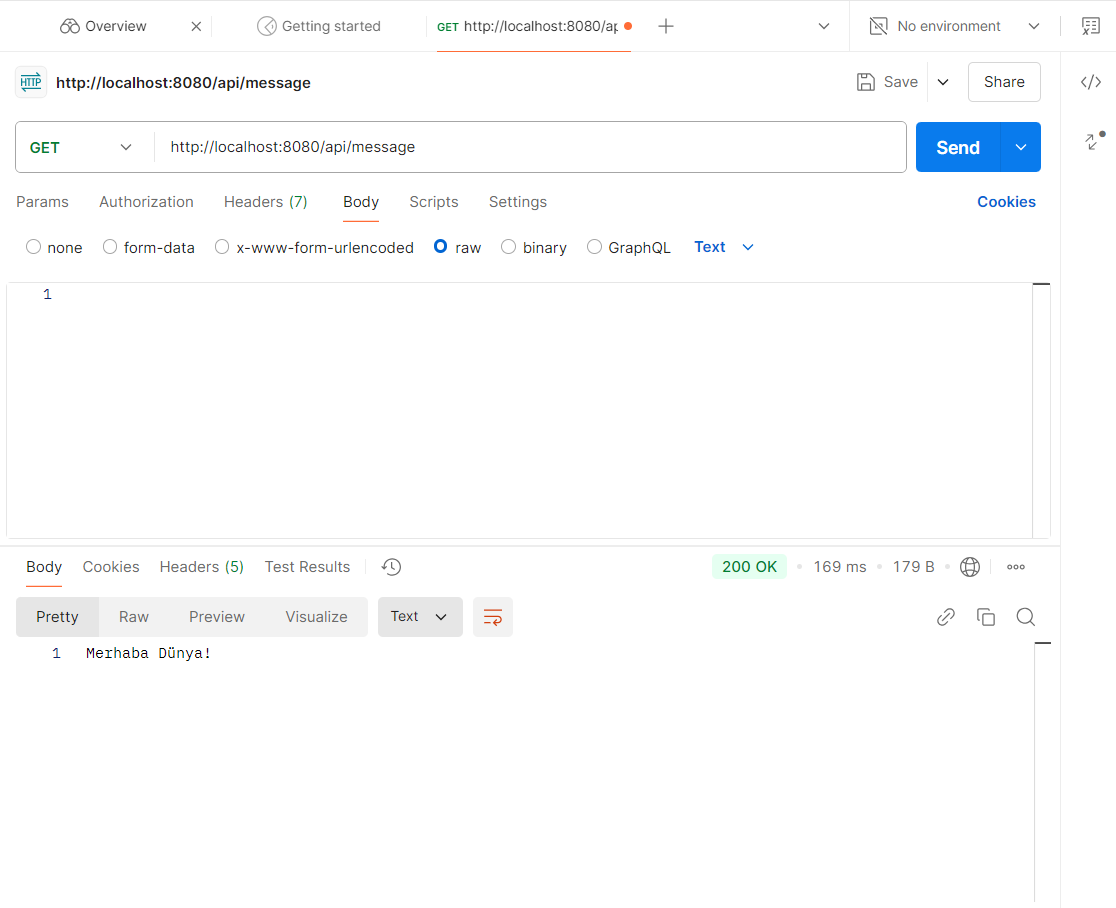 Overview
Getting started
GET http://localhost:8080/ap
No environment
HTTP http://localhost:8080/api/message
Save
Share
GET
http://localhost:8080/api/message
Send
Params Authorization Headers (7) Body Scripts Settings Cookies
none form-data x-www-form-urlencoded raw binary GraphQL Text
1
Body Cookies Headers (5) Test Results 200 OK 169 ms 179 B
Pretty Raw Preview Visualize Text
1 Merhaba Dünya!